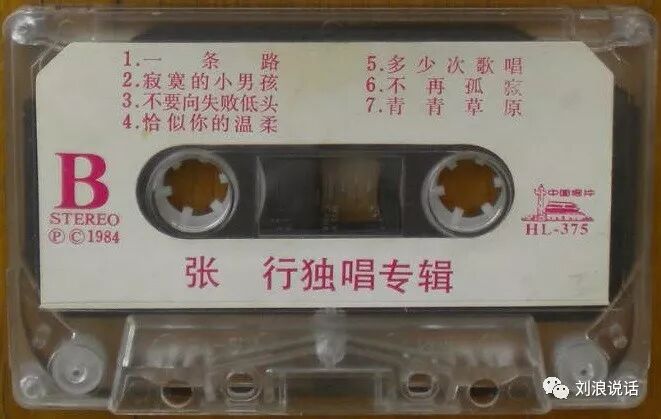 1.一条路
2.寂寞的小男孩
3.不要向失败低头
4.恰似你的温柔
5.多少次歌唱
6.不再孤寂
7.青青草原
B
STEREO
Ⓟ©1984
中国唱片
HL-375
张 行独唱专辑
刘浪说话